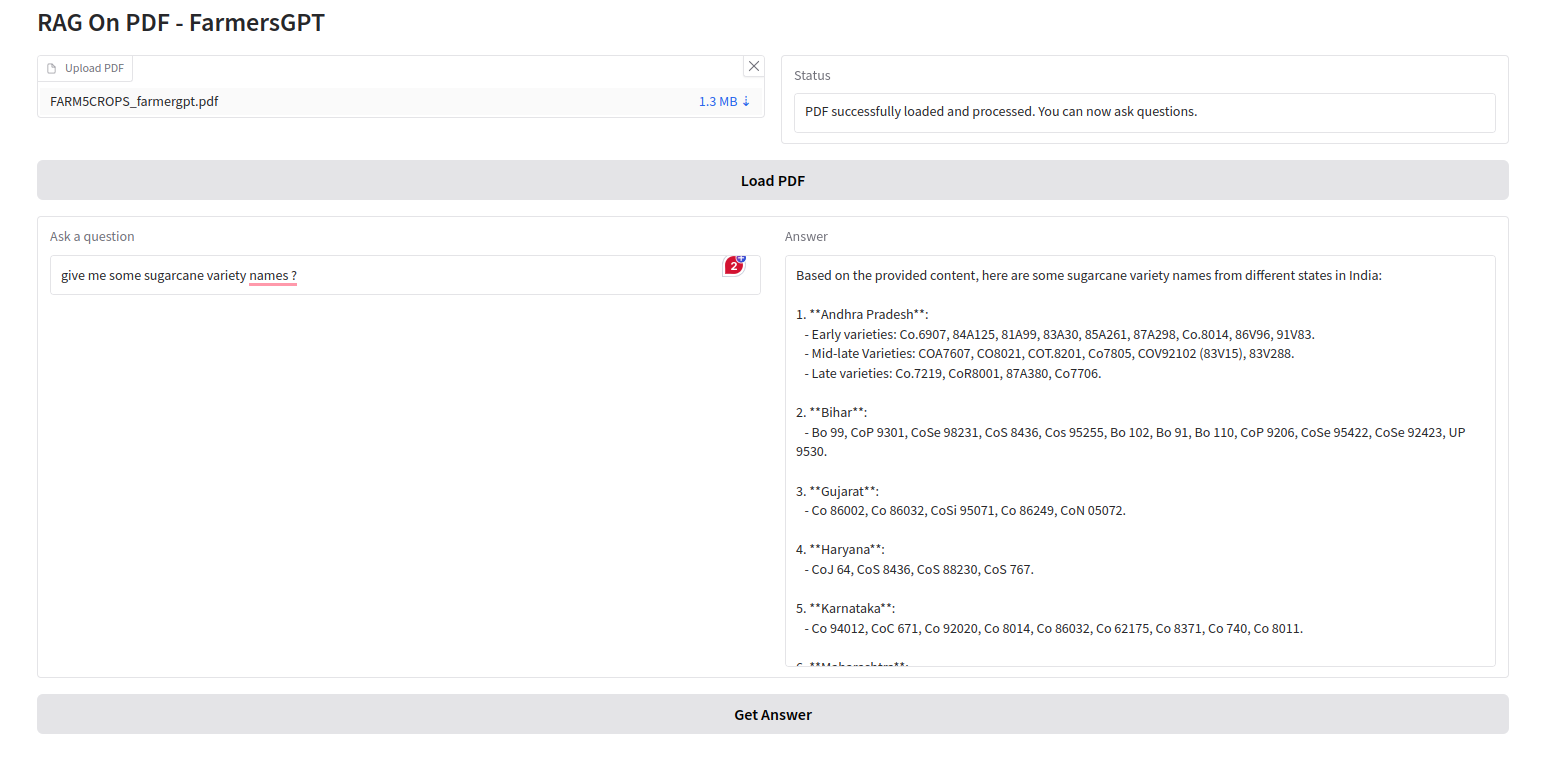 RAG On PDF - FarmersGPT
Upload PDF
FARM5CROPS_farmergpt.pdf
1.3 MB ⇣
Status
PDF successfully loaded and processed. You can now ask questions.
Load PDF
Ask a question
give me some sugarcane variety names ?
2
Answer
Based on the provided content, here are some sugarcane variety names from different states in India:
1. **Andhra Pradesh**:
- Early varieties: Co.6907, 84A125, 81A99, 83A30, 85A261, 87A298, Co.8014, 86V96, 91V83.
- Mid-late Varieties: COA7607, CO8021, COT.8201, Co7805, COV92102 (83V15), 83V288.
- Late varieties: Co.7219, CoR8001, 87A380, Co7706.
2. **Bihar**:
- Bo 99, CoP 9301, CoSe 98231, CoS 8436, Cos 95255, Bo 102, Bo 91, Bo 110, CoP 9206, CoSe 95422, CoSe 92423, UP
9530.
3. **Gujarat**:
- Co 86002, Co 86032, CoSi 95071, Co 86249, CoN 05072.
4. **Haryana**:
- CoJ 64, CoS 8436, CoS 88230, CoS 767.
5. **Karnataka**:
- Co 94012, CoC 671, Co 92020, Co 8014, Co 86032, Co 62175, Co 8371, Co 740, Co 8011.
6. **Maharashtra**:
Get Answer